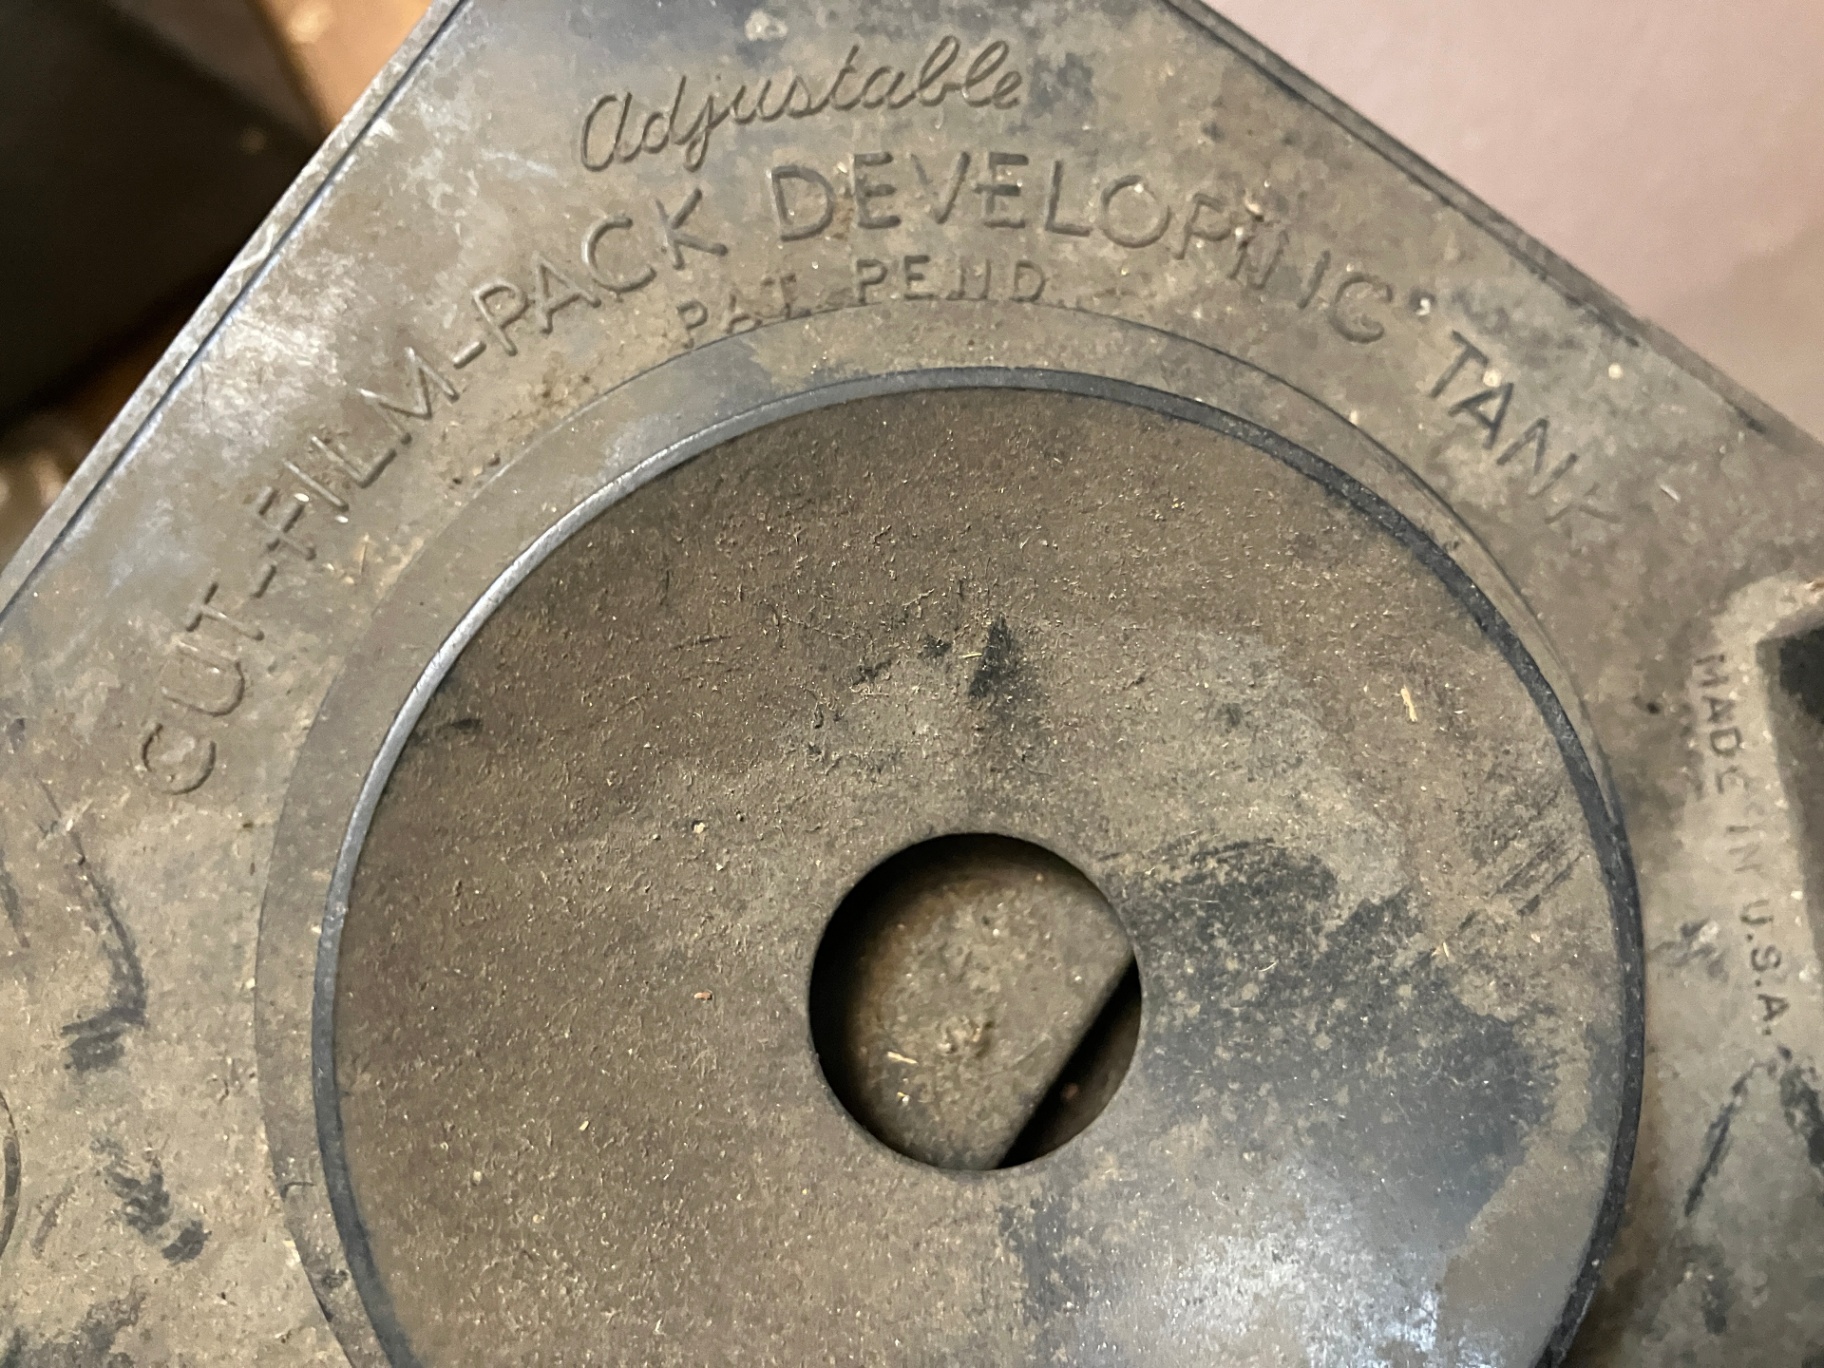 Adjustable
CUT-FILM-PACK DEVELOPING TANK
PAT. PEND.
MADE IN U.S.A.